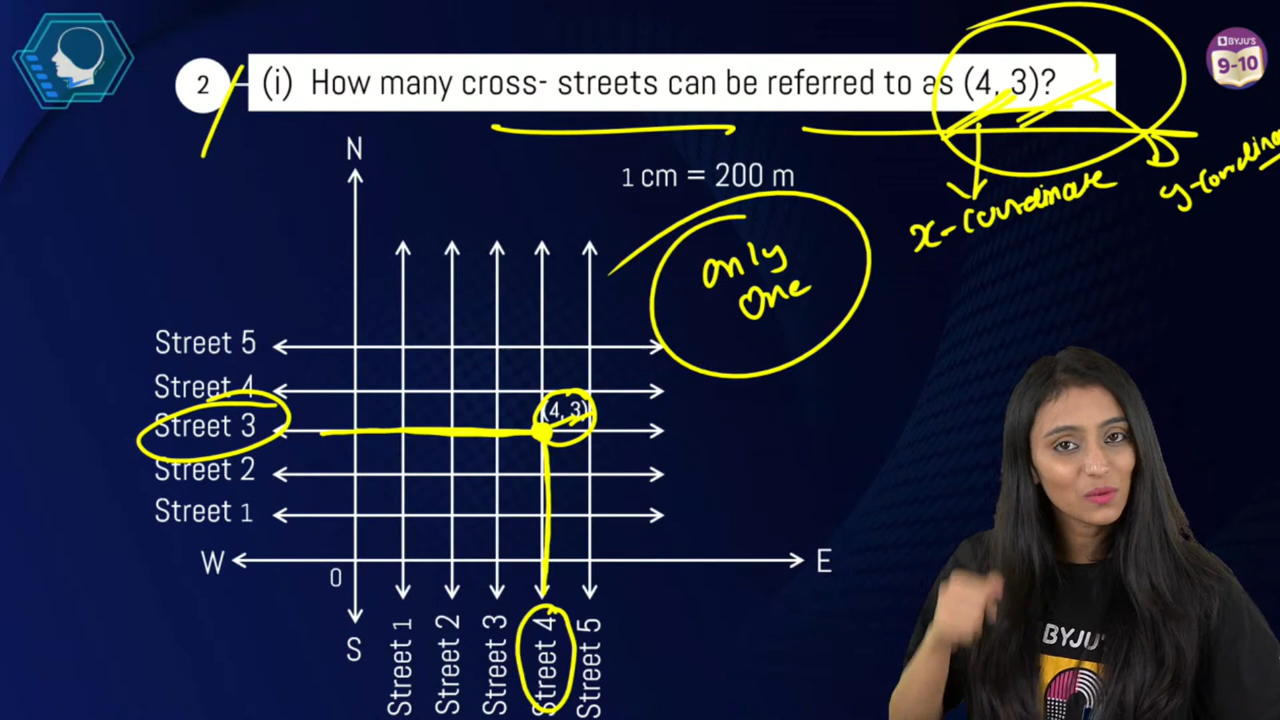 BYJU'S
9-10
2
(i) How many cross- streets can be referred to as (4, 3)?
N
1 cm = 200 m
x-coordinate
only
one
Street 5
Street 4
(4, 3)
Street 3
Street 2
Street 1
W
E
0
S
Street 1
Street 2
Street 3
Street 4
Street 5
BYJU'